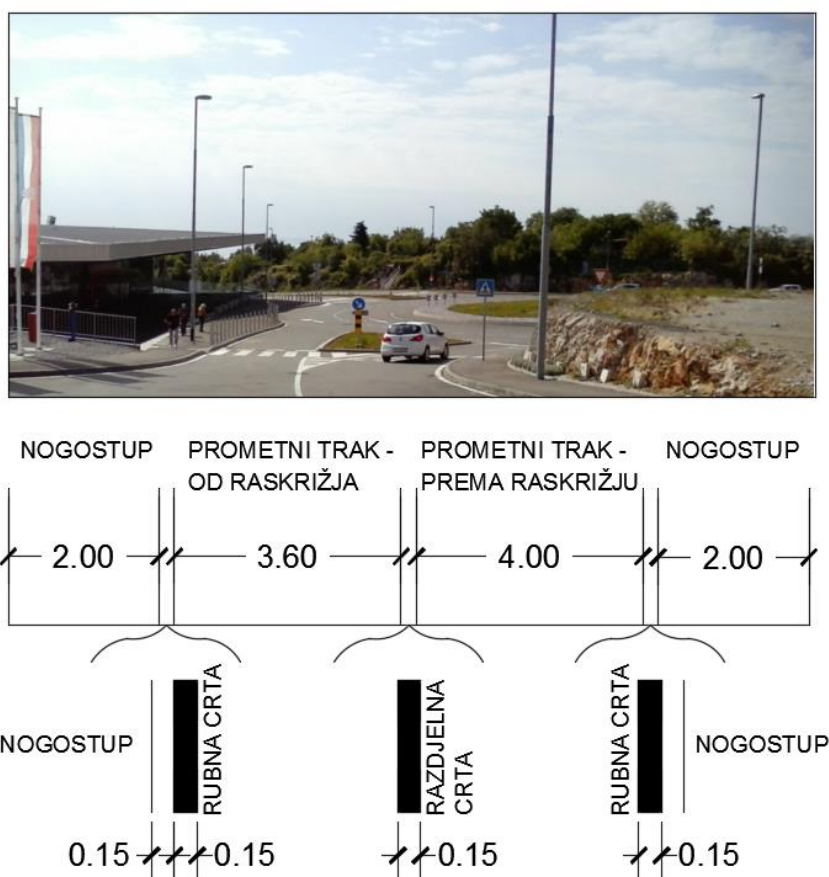 NOGOSTUP
PROMETNI TRAK -
OD RASKRIŽJA
PROMETNI TRAK -
PREMA RASKRIŽJU
NOGOSTUP
2.00
3.60
4.00
2.00
NOGOSTUP
RUBNA CRTA
RAZDJELNA
CRTA
RUBNA CRTA
NOGOSTUP
0.15
0.15
0.15
0.15